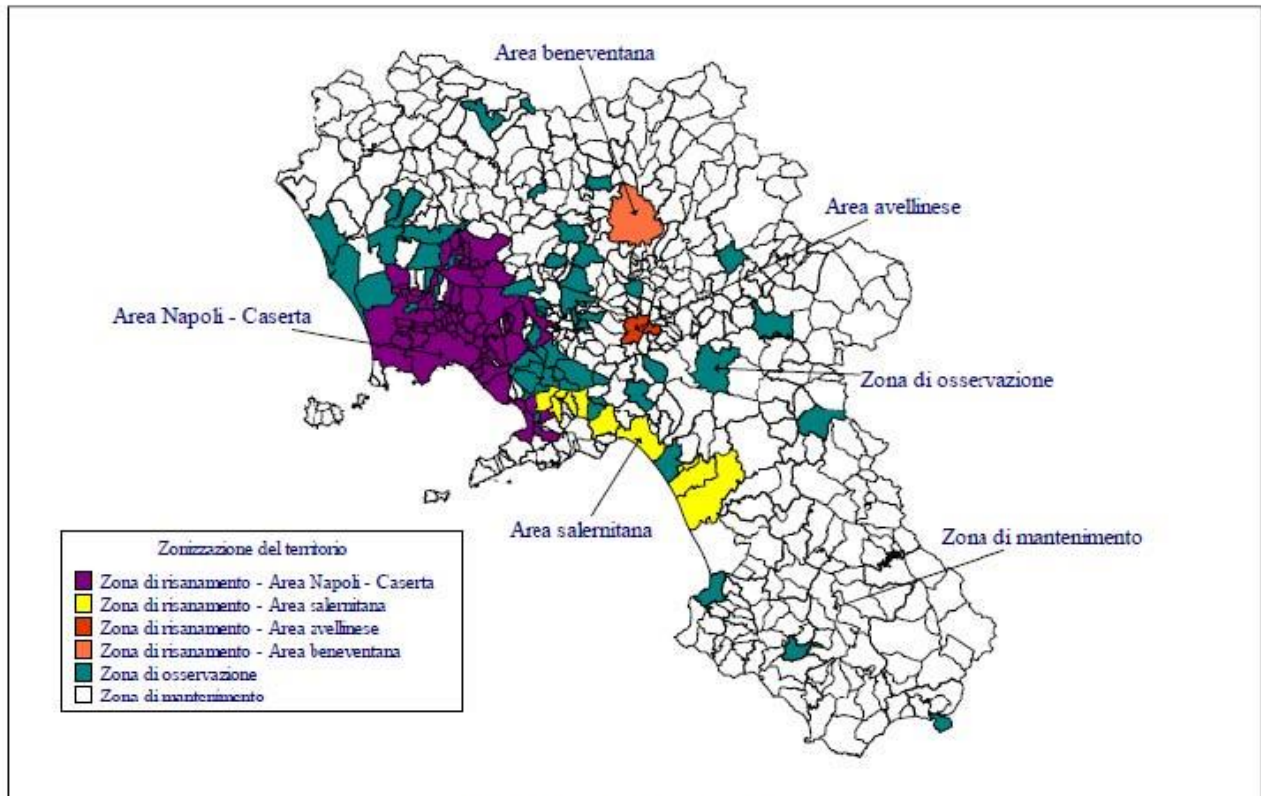 Area beneventana
Area avellinese
Area Napoli - Caserta
Zona di osservazione
Area salernitana
Zona di mantenimento
Zonizzazione del territorio
Zona di risanamento - Area Napoli - Caserta
Zona di risanamento - Area salernitana
Zona di risanamento - Area avellinese
Zona di risanamento - Area beneventana
Zona di osservazione
Zona di mantenimento